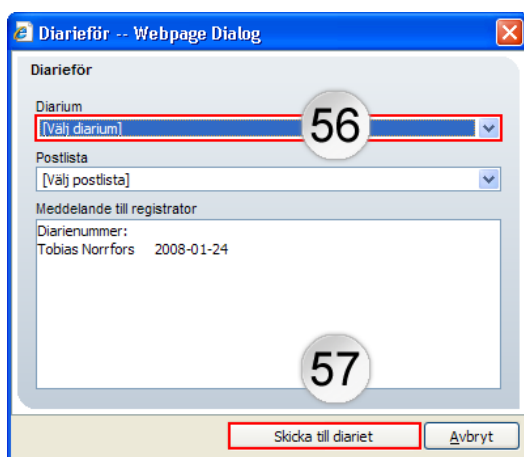 Diarieför -- Webpage Dialog
Diarieför
Diarium
[Välj diarium]
56
Postlista
[Välj postlista]
Meddelande till registrator
Diarienummer:
Tobias Norrfors 2008-01-24
57
Skicka till diariet
Avbryt